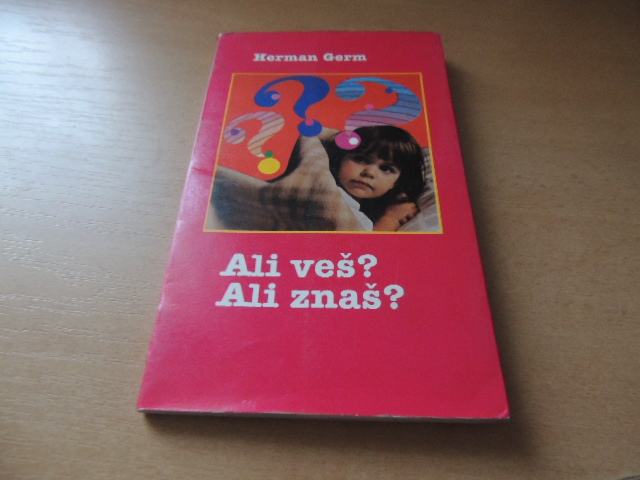 Herman Germ
Ali veš?
Ali znaš?